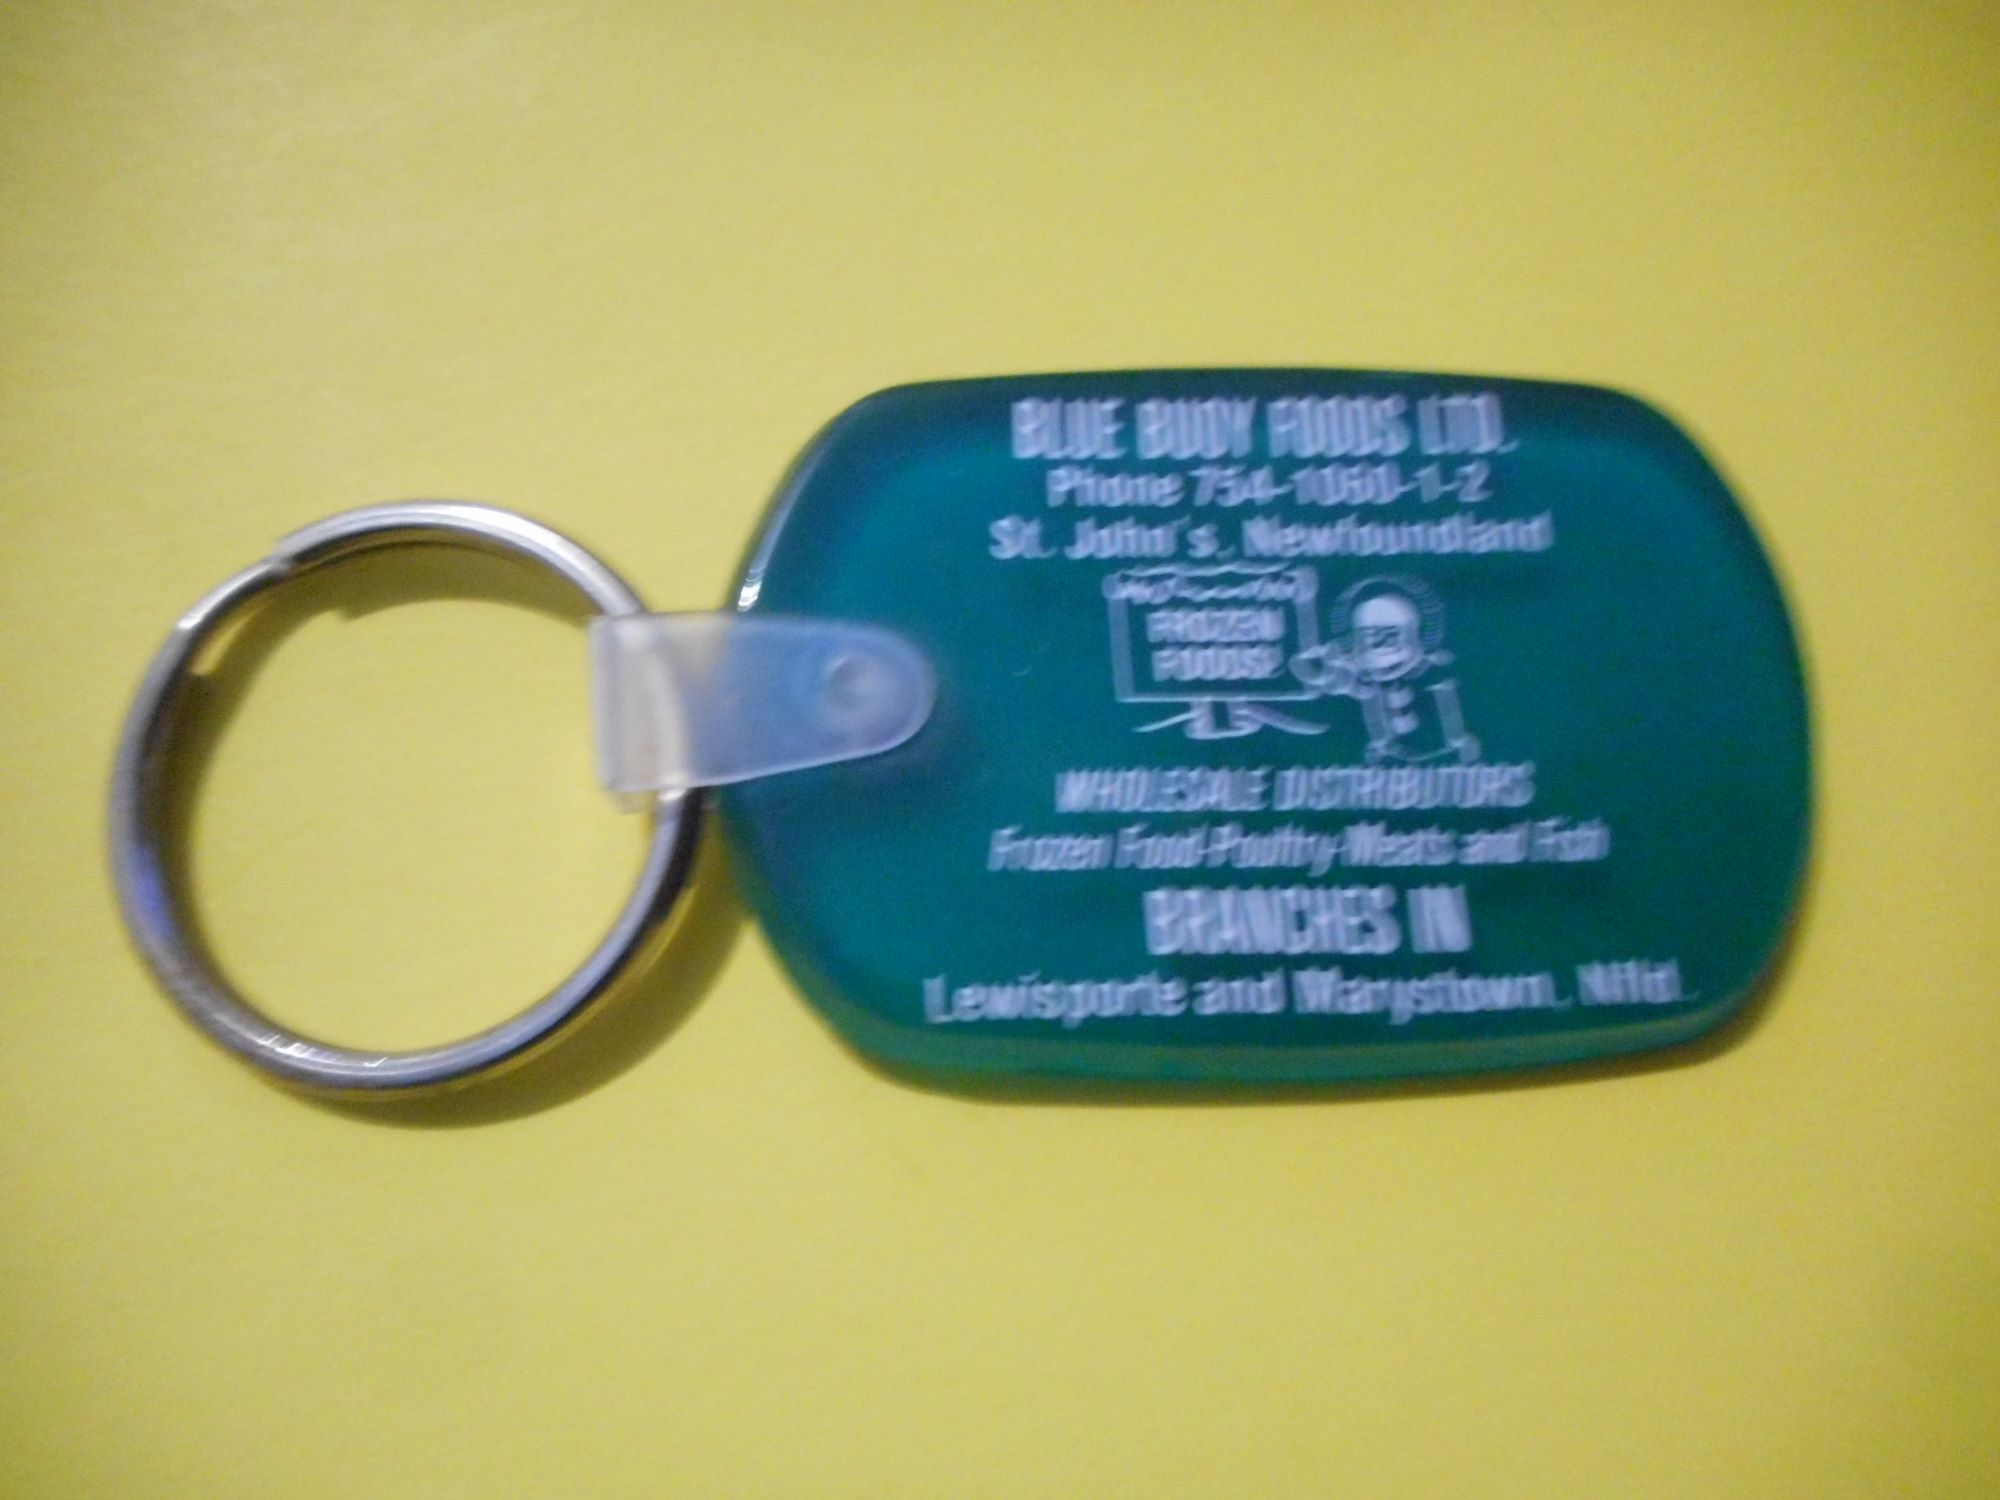 BLUE BUOY FOODS LTD.
Phone 754-1060-1-2
St. John's, Newfoundland
FROZEN
FOODS
WHOLESALE DISTRIBUTORS
Frozen Food-Poultry-Meats and Fish
BRANCHES IN
Lewisporte and Marystown, Nfld.